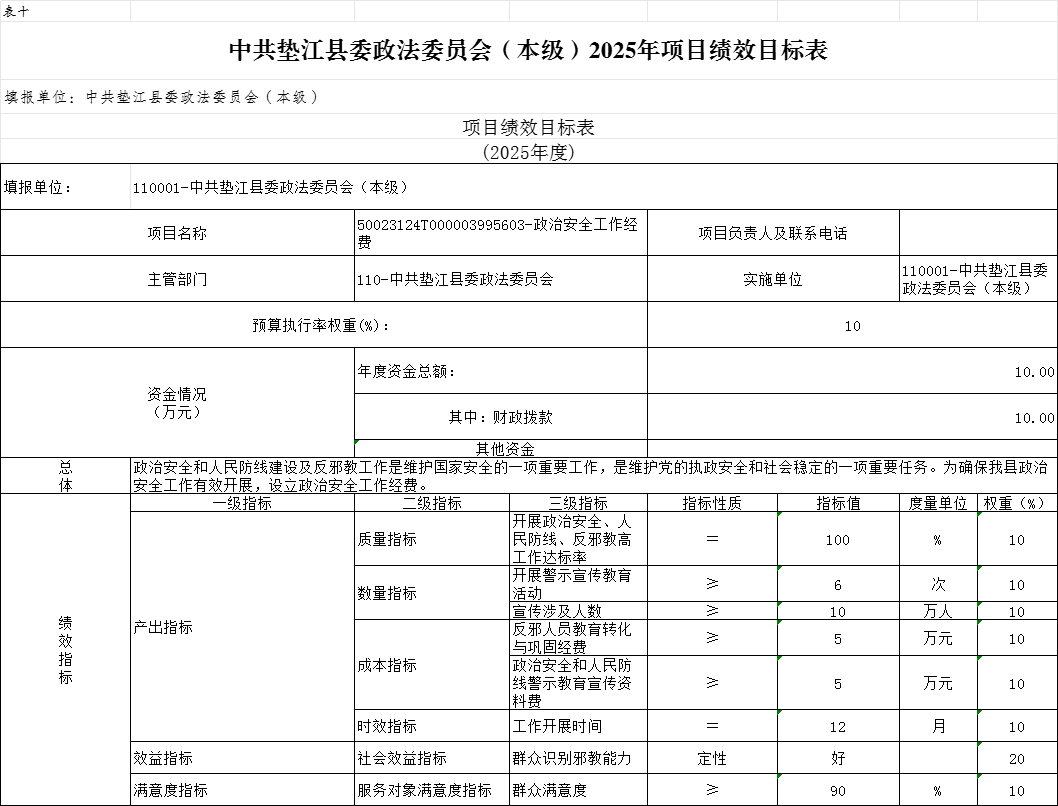 表十
中共垫江县委政法委员会（本级）2025年项目绩效目标表
填报单位：中共垫江县委政法委员会（本级）
项目绩效目标表
(2025年度)
填报单位： 110001-中共垫江县委政法委员会（本级）
项目名称 50023124T000003995603-政治安全工作经
费 项目负责人及联系电话
主管部门 110-中共垫江县委政法委员会 实施单位 110001-中共垫江县委
政法委员会（本级）
预算执行率权重(%)： 10
资金情况
（万元）
年度资金总额： 10.00
其中：财政拨款 10.00
其他资金
总
体
政治安全和人民防线建设及反邪教工作是维护国家安全的一项重要工作，是维护党的执政安全和社会稳定的一项重要任务。为确保我县政治
安全工作有效开展，设立政治安全工作经费。
绩
效
指
标
一级指标 二级指标 三级指标 指标性质 指标值 度量单位 权重（%）
产出指标
质量指标
开展政治安全、人
民防线、反邪教高
工作达标率
＝ 100 % 10
数量指标
开展警示宣传教育
活动
≥ 6 次 10
宣传涉及人数 ≥ 10 万人 10
成本指标
反邪人员教育转化
与巩固经费
≥ 5 万元 10
政治安全和人民防
线警示教育宣传资
料费
≥ 5 万元 10
时效指标 工作开展时间 ＝ 12 月 10
效益指标 社会效益指标 群众识别邪教能力 定性 好 20
满意度指标 服务对象满意度指标 群众满意度 ≥ 90 % 10